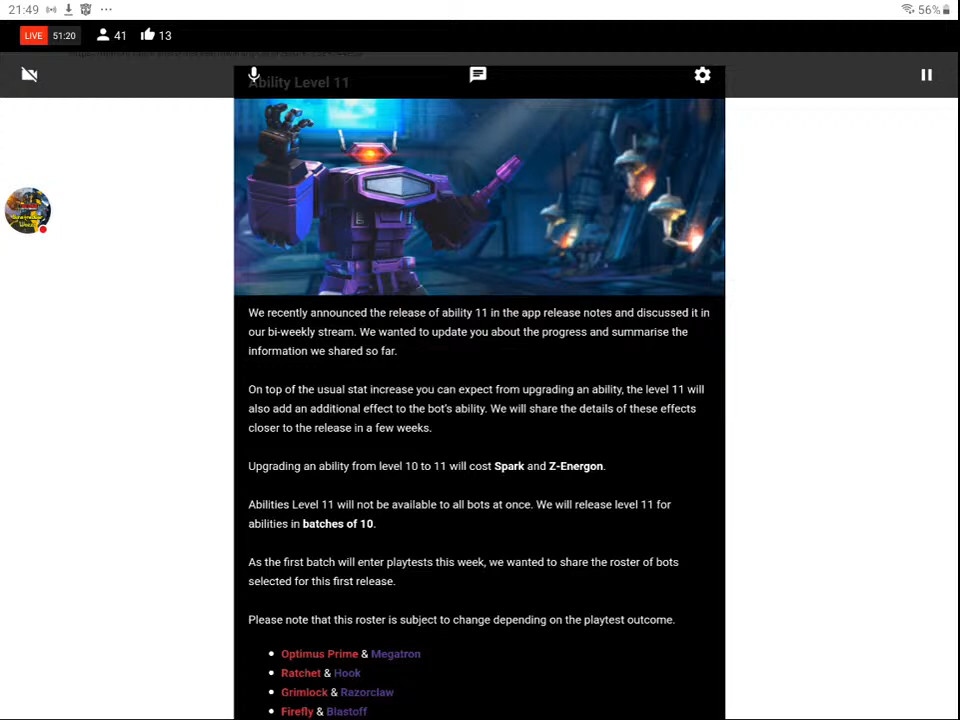 21:49
56%
LIVE 51:20 41 13
Ability Level 11
We recently announced the release of ability 11 in the app release notes and discussed it in
our bi-weekly stream. We wanted to update you about the progress and summarise the
information we shared so far.
On top of the usual stat increase you can expect from upgrading an ability, the level 11 will
also add an additional effect to the bot's ability. We will share the details of these effects
closer to the release in a few weeks.
Upgrading an ability from level 10 to 11 will cost Spark and Z-Energon.
Abilities Level 11 will not be available to all bots at once. We will release level 11 for
abilities in batches of 10.
As the first batch will enter playtests this week, we wanted to share the roster of bots
selected for this first release.
Please note that this roster is subject to change depending on the playtest outcome.
Optimus Prime & Megatron
Ratchet & Hook
Grimlock & Razorclaw
Firefly & Blastoff